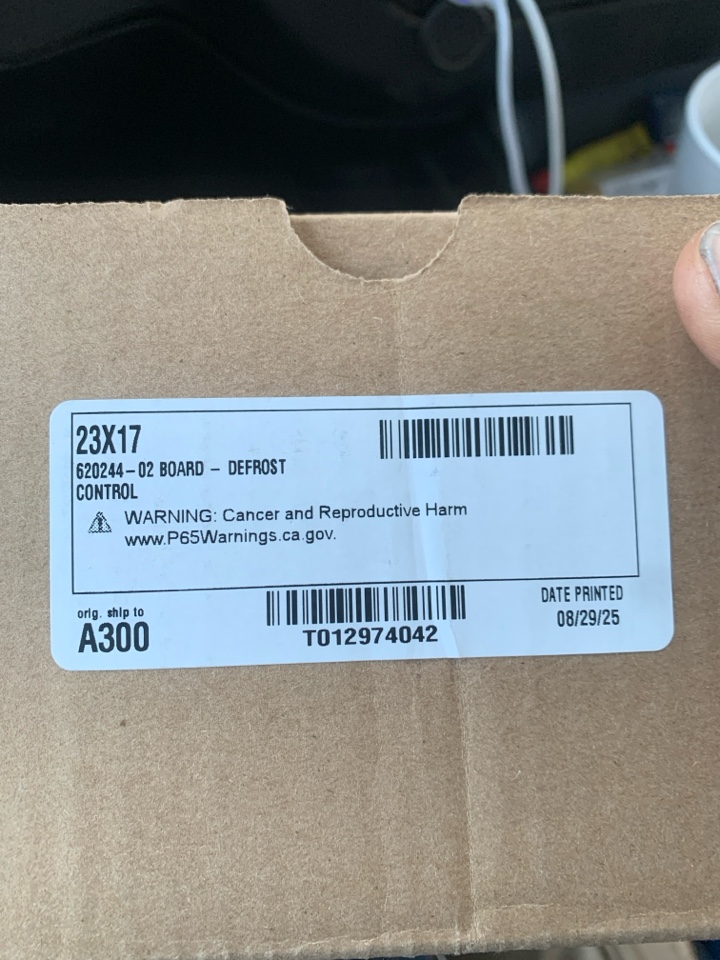 23X17
620244-02 BOARD - DEFROST
CONTROL
WARNING: Cancer and Reproductive Harm
www.P65Warnings.ca.gov.
orig. ship to
A300
T012974042
DATE PRINTED
08/29/25